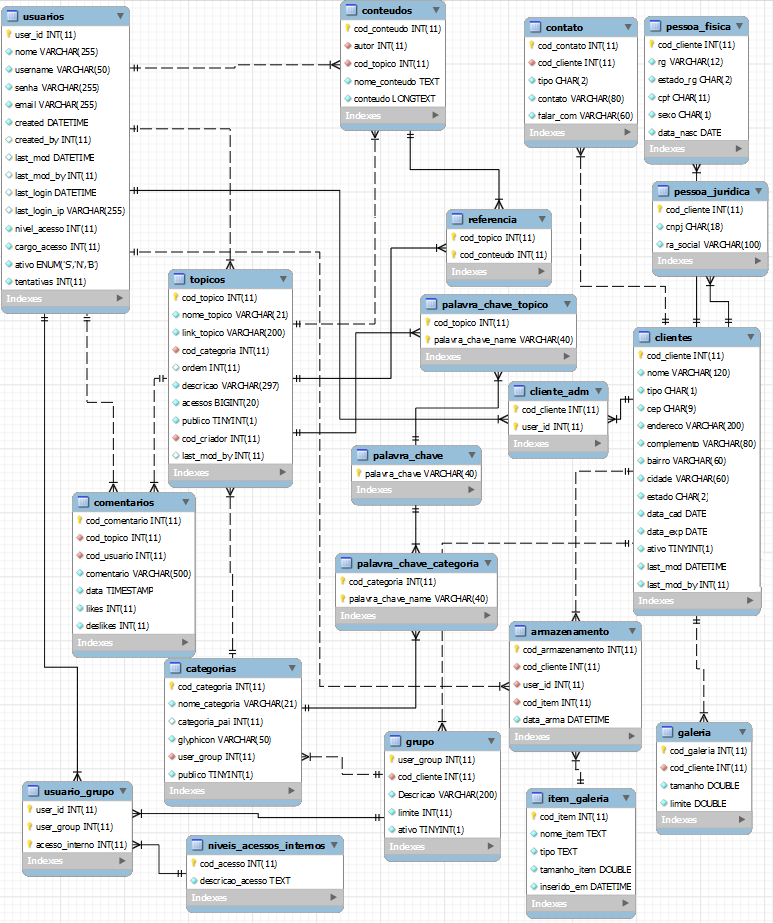 usuarios
user_id INT(11)
nome VARCHAR(255)
username VARCHAR(50)
senha VARCHAR(255)
email VARCHAR(255)
created DATETIME
created_by INT(11)
last_mod DATETIME
last_mod_by INT(11)
last_login DATETIME
last_login_ip VARCHAR(255)
nivel_acesso INT(11)
cargo_acesso INT(11)
ativo ENUM('S','N','B')
tentativas INT(11)
Indexes
conteudos
cod_conteudo INT(11)
autor INT(11)
cod_topico INT(11)
nome_conteudo TEXT
conteudo LONGTEXT
Indexes
contato
cod_contato INT(11)
cod_cliente INT(11)
tipo CHAR(2)
contato VARCHAR(80)
falar_com VARCHAR(60)
Indexes
pessoa_fisica
cod_cliente INT(11)
rg VARCHAR(12)
estado_rg CHAR(2)
cpf CHAR(11)
sexo CHAR(1)
data_nasc DATE
Indexes
pessoa_juridica
cod_cliente INT(11)
cnpj CHAR(18)
ra_social VARCHAR(100)
Indexes
referencia
cod_topico INT(11)
cod_conteudo INT(11)
Indexes
topicos
cod_topico INT(11)
nome_topico VARCHAR(21)
link_topico VARCHAR(200)
cod_categoria INT(11)
ordem INT(11)
descricao VARCHAR(297)
acessos BIGINT(20)
publico TINYINT(1)
cod_criador INT(11)
last_mod_by INT(11)
Indexes
palavra_chave_topico
cod_topico INT(11)
palavra_chave_name VARCHAR(40)
Indexes
cliente_adm
cod_cliente INT(11)
user_id INT(11)
Indexes
clientes
cod_cliente INT(11)
nome VARCHAR(120)
tipo CHAR(1)
cep CHAR(9)
endereco VARCHAR(200)
complemento VARCHAR(80)
bairro VARCHAR(60)
cidade VARCHAR(60)
estado CHAR(2)
data_cad DATE
data_exp DATE
ativo TINYINT(1)
last_mod DATETIME
last_mod_by INT(11)
Indexes
palavra_chave
palavra_chave VARCHAR(40)
Indexes
comentarios
cod_comentario INT(11)
cod_topico INT(11)
cod_usuario INT(11)
comentario VARCHAR(500)
data TIMESTAMP
likes INT(11)
deslikes INT(11)
Indexes
palavra_chave_categoria
cod_categoria INT(11)
palavra_chave_name VARCHAR(40)
Indexes
armazenamento
cod_armazenamento INT(11)
cod_cliente INT(11)
user_id INT(11)
cod_item INT(11)
data_arma DATETIME
Indexes
categorias
cod_categoria INT(11)
nome_categoria VARCHAR(21)
categoria_pai INT(11)
glyphicon VARCHAR(50)
user_group INT(11)
publico TINYINT(1)
Indexes
grupo
user_group INT(11)
cod_cliente INT(11)
Descricao VARCHAR(200)
limite INT(11)
ativo TINYINT(1)
Indexes
galeria
cod_galeria INT(11)
cod_cliente INT(11)
tamanho DOUBLE
limite DOUBLE
Indexes
usuario_grupo
user_id INT(11)
user_group INT(11)
acesso_interno INT(11)
Indexes
item_galeria
cod_item INT(11)
nome_item TEXT
tipo TEXT
tamanho_item DOUBLE
inserido_em DATETIME
Indexes
niveis_acessos_internos
cod_acesso INT(11)
descricao_acesso TEXT
Indexes